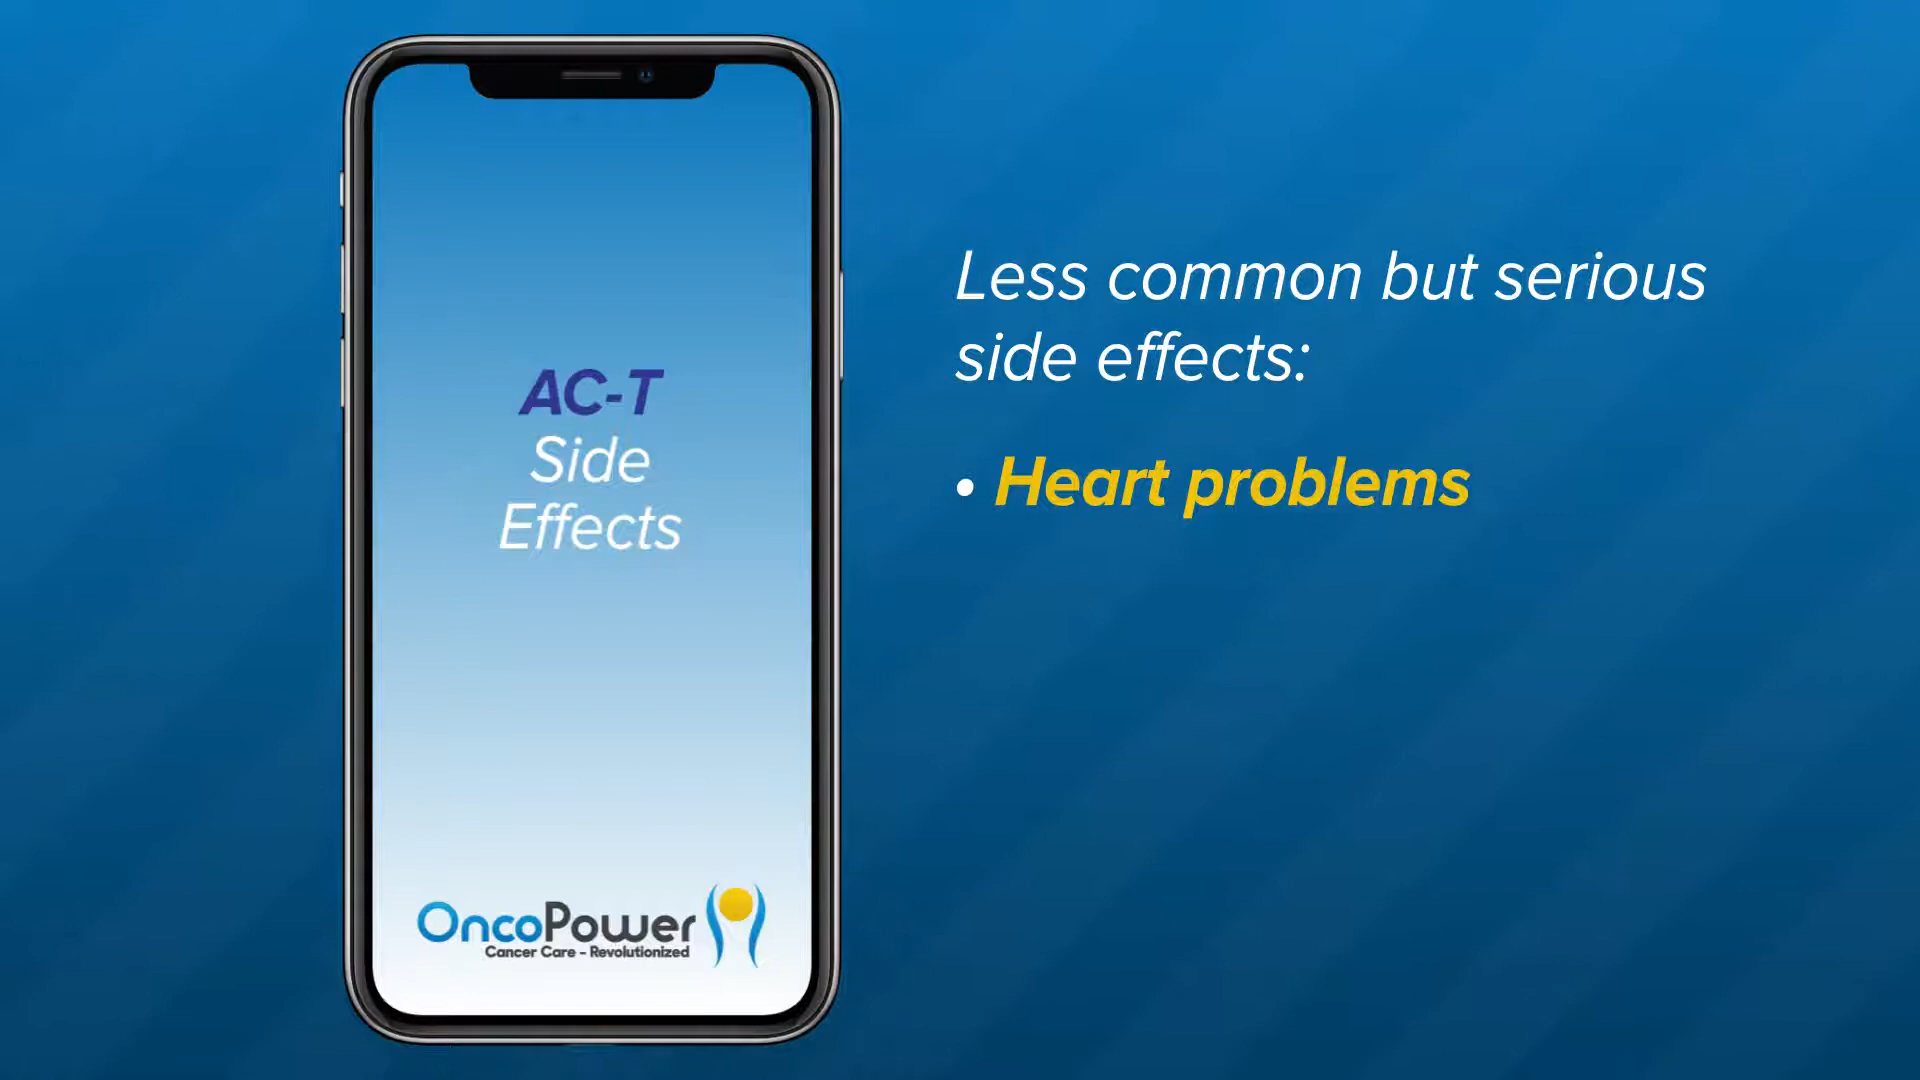 AC-T
Side
Effects
OncoPower
Cancer Care - Revolutionized
Less common but serious
side effects:
• Heart problems